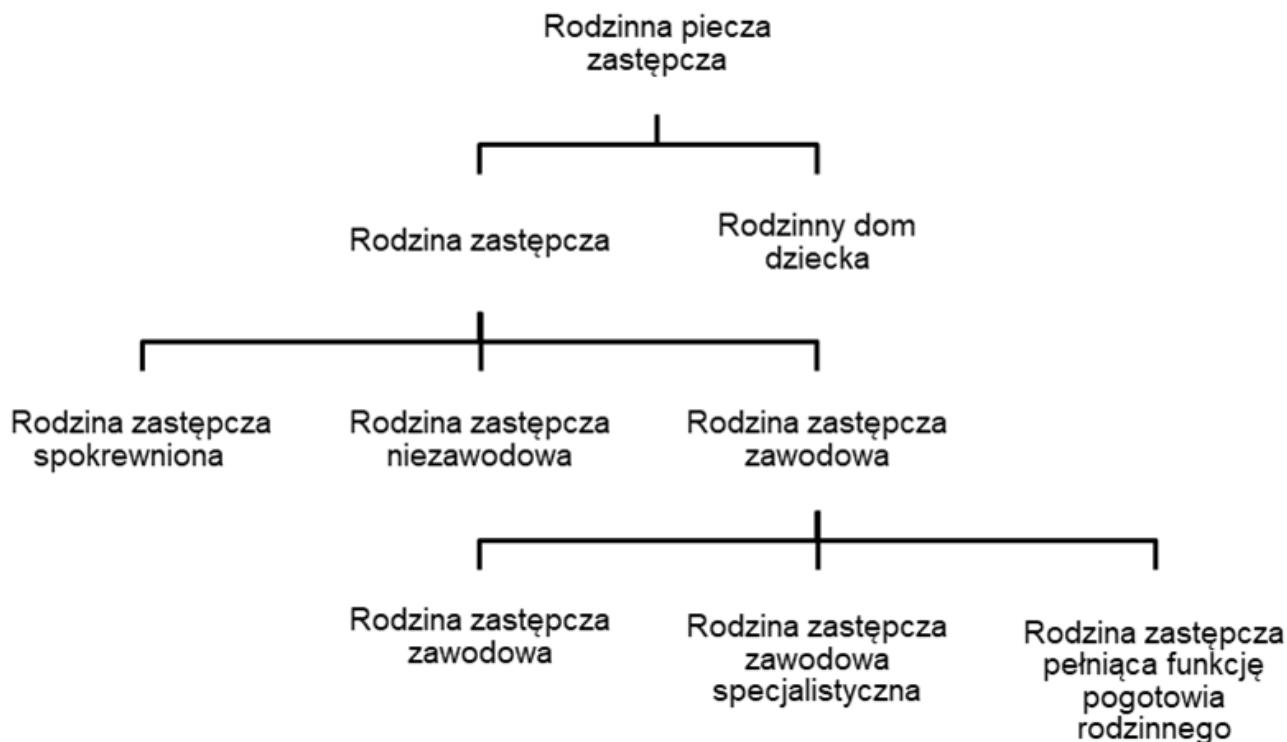 Rodzinna piecza
zastępcza
Rodzina zastępcza
Rodzinny dom
dziecka
Rodzina zastępcza
spokrewniona
Rodzina zastępcza
niezawodowa
Rodzina zastępcza
zawodowa
Rodzina zastępcza
zawodowa
Rodzina zastępcza
zawodowa
specjalistyczna
Rodzina zastępcza
pełniąca funkcję
pogotowia
rodzinnego